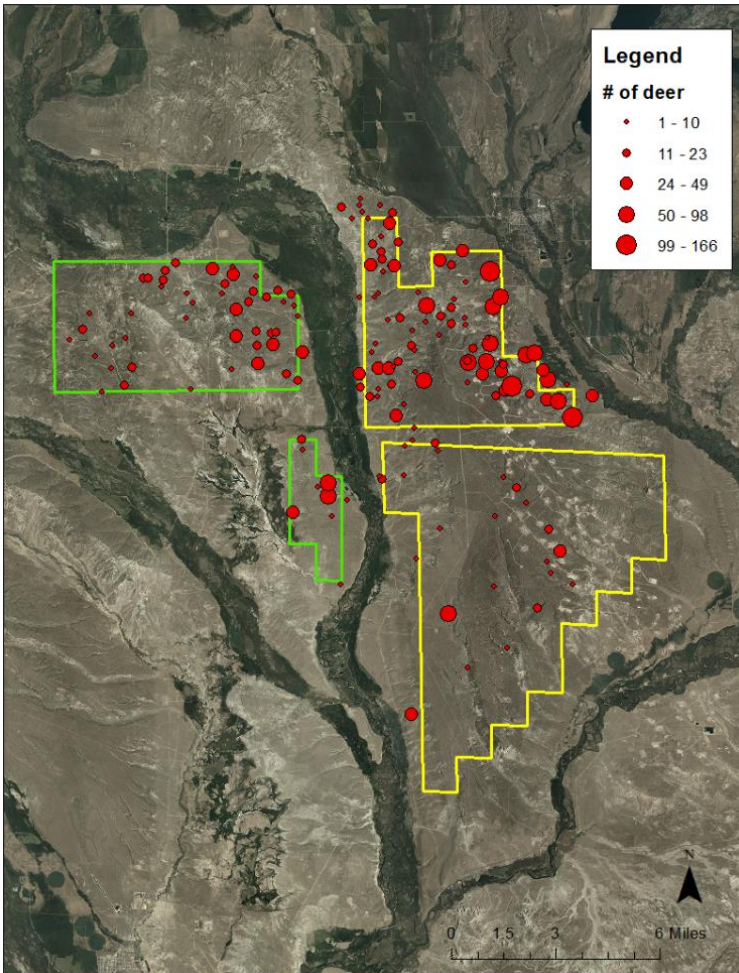 Legend
# of deer
1 - 10
11 - 23
24 - 49
50 - 98
99 - 166
N
0 1.5 3 6 Miles